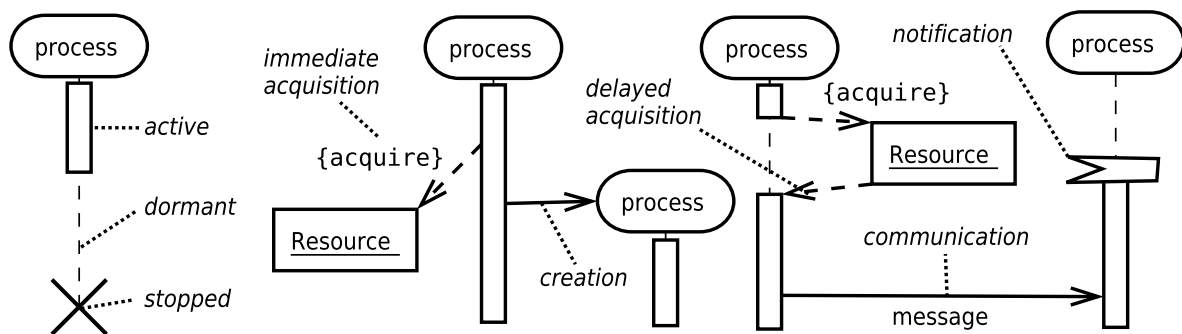 process
active
dormant
stopped
immediate
acquisition
process
{acquire}
Resource
process
creation
process
delayed
acquisition
{acquire}
Resource
communication
message
notification
process